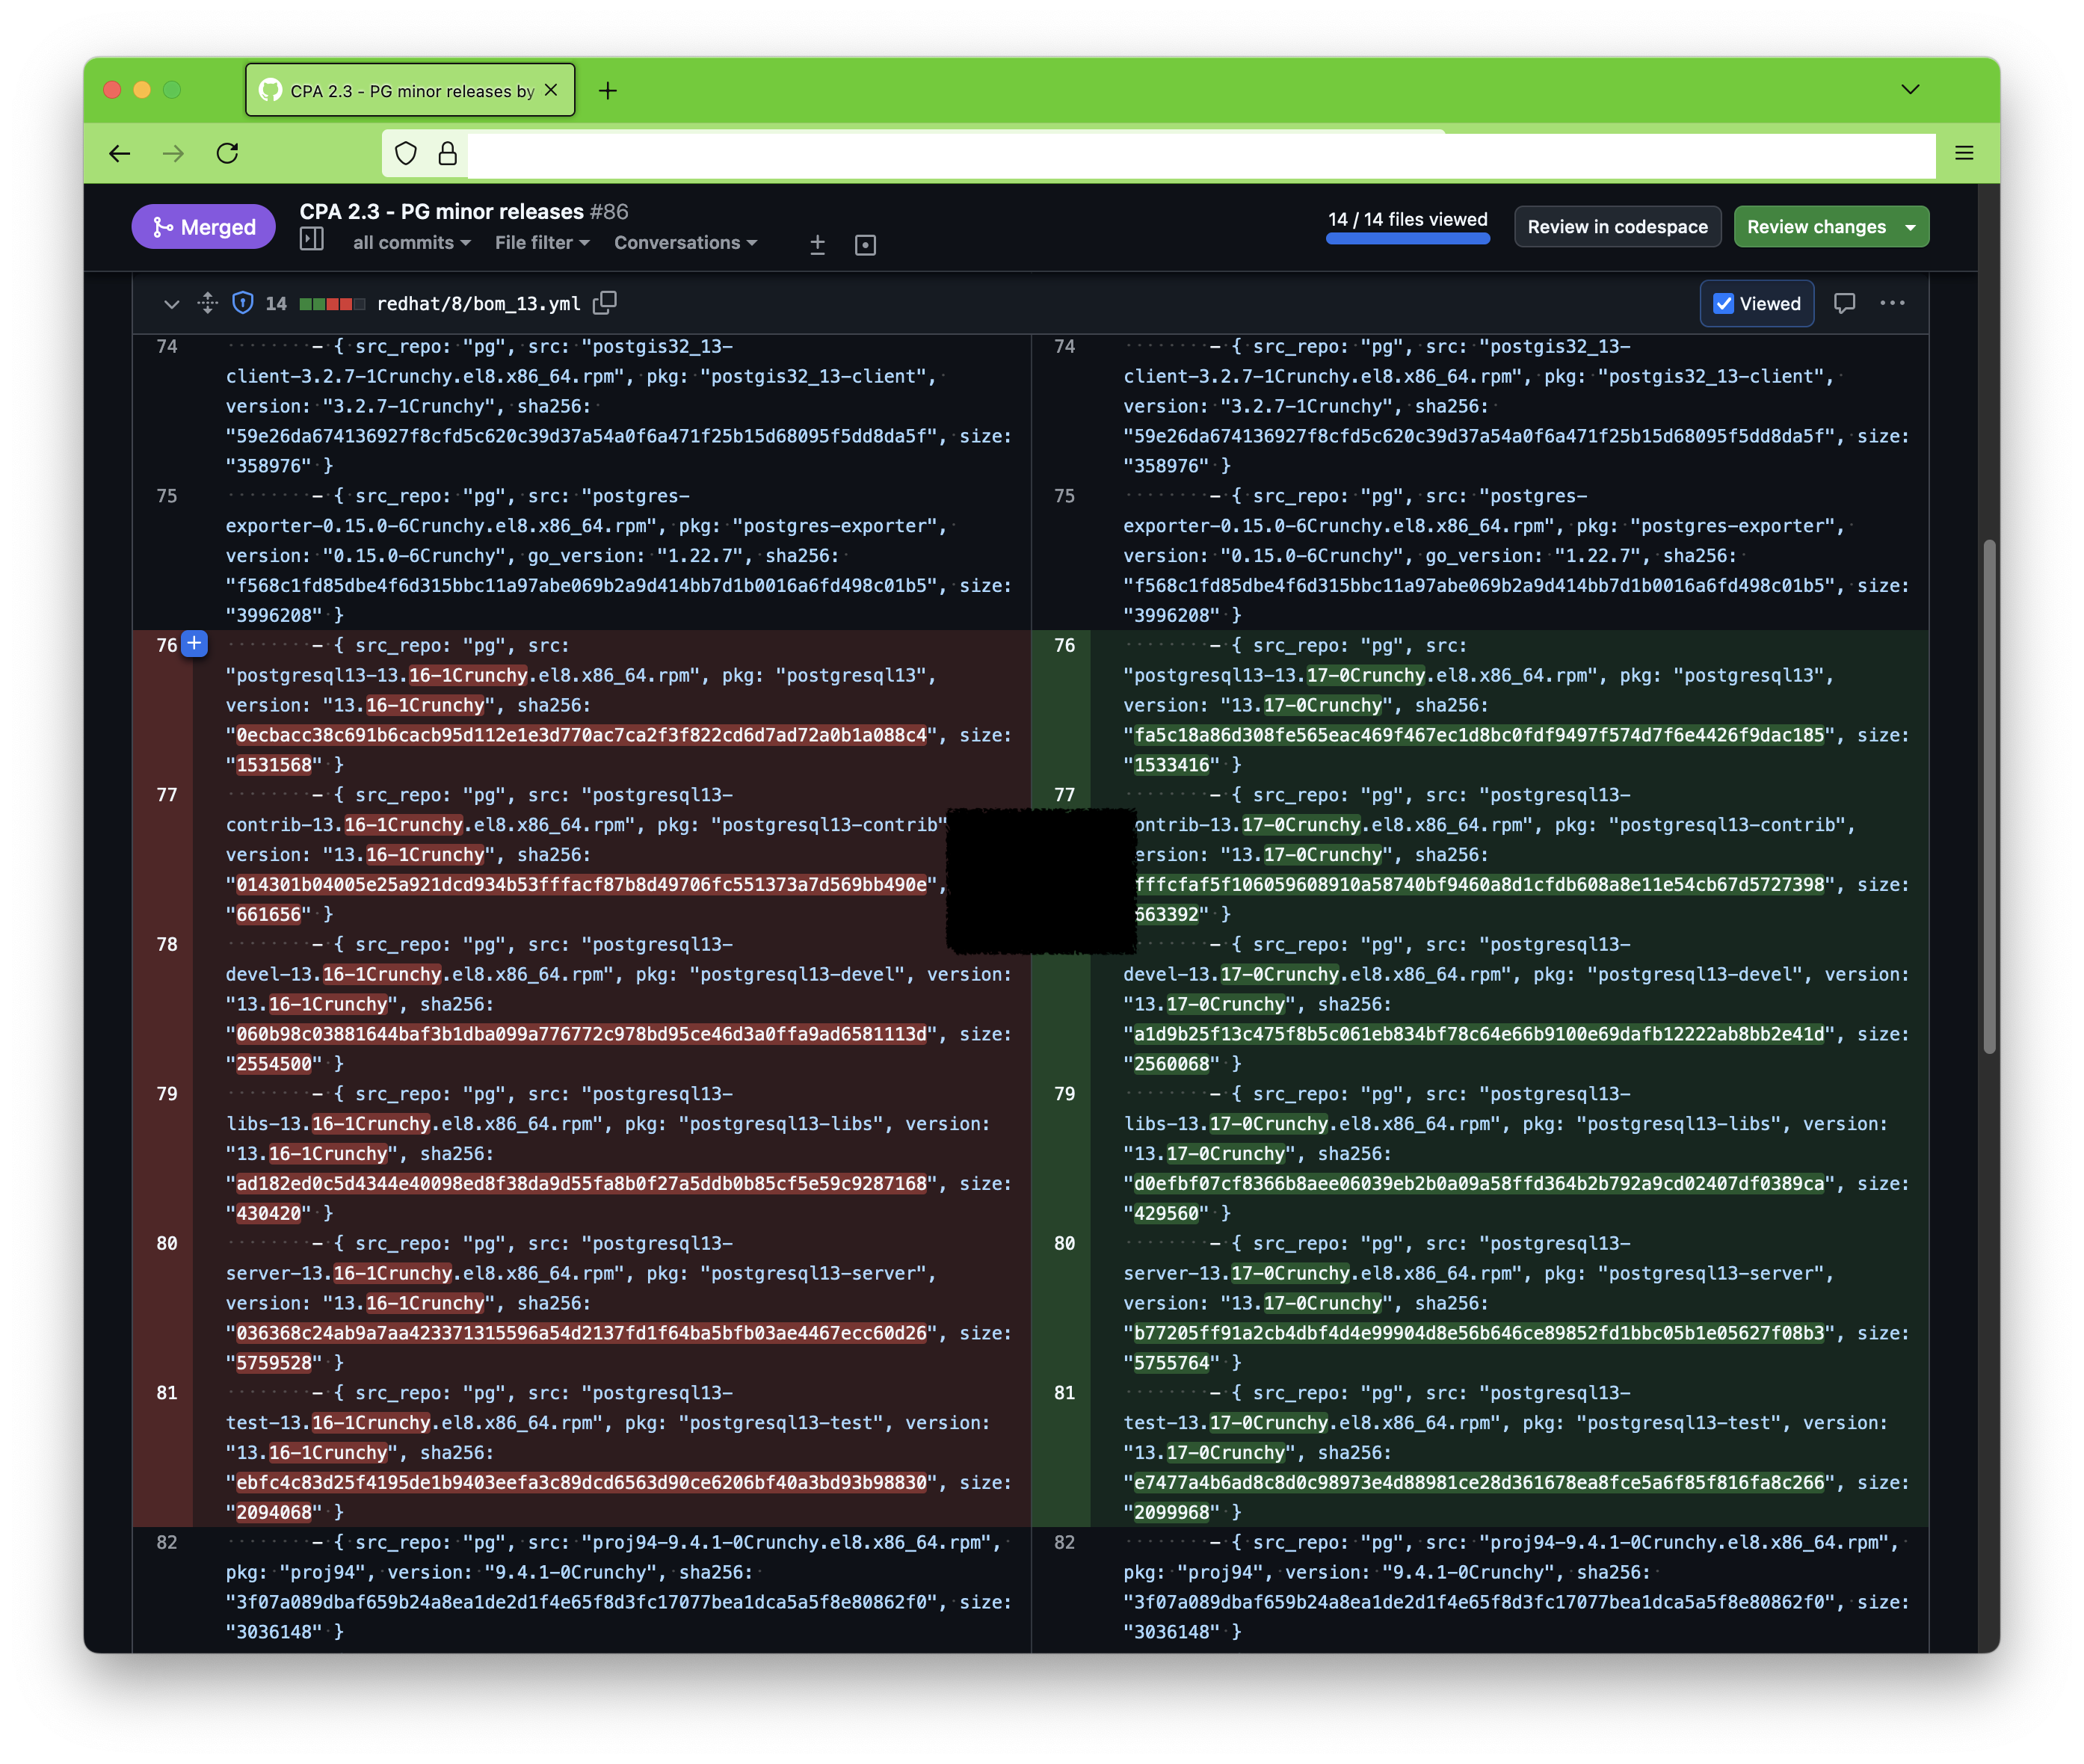 CPA 2.3 - PG minor releases by
Merged
CPA 2.3 - PG minor releases #86
all commits
File filter
Conversations
14 / 14 files viewed
Review in codespace
Review changes
14
redhat/8/bom_13.yml
Viewed
74
- { src_repo: "pg", src: "postgis32_13-
client-3.2.7-1Crunchy.el8.x86_64.rpm", pkg: "postgis32_13-client",
version: "3.2.7-1Crunchy", sha256:
"59e26da674136927f8cfd5c620c39d37a54a0f6a471f25b15d68095f5dd8da5f", size:
"358976" }
75
- { src_repo: "pg", src: "postgres-
exporter-0.15.0-6Crunchy.el8.x86_64.rpm", pkg: "postgres-exporter",
version: "0.15.0-6Crunchy", go_version: "1.22.7", sha256:
"f568c1fd85dbe4f6d315bbc11a97abe069b2a9d414bb7d1b0016a6fd498c01b5", size:
"3996208" }
76
- { src_repo: "pg", src:
"postgresql13-13.16-1Crunchy.el8.x86_64.rpm", pkg: "postgresql13",
version: "13.16-1Crunchy", sha256:
"0ecbacc38c691b6cacb95d112e1e3d770ac7ca2f3f822cd6d7ad72a0b1a088c4", size:
"1531568" }
77
- { src_repo: "pg", src: "postgresql13-
contrib-13.16-1Crunchy.el8.x86_64.rpm", pkg: "postgresql13-contrib"
version: "13.16-1Crunchy", sha256:
"014301b04005e25a921dcd934b53fffacf87b8d49706fc551373a7d569bb490e",
"661656" }
78
- { src_repo: "pg", src: "postgresql13-
devel-13.16-1Crunchy.el8.x86_64.rpm", pkg: "postgresql13-devel", version:
"13.16-1Crunchy", sha256:
"060b98c03881644baf3b1dba099a776772c978bd95ce46d3a0ffa9ad6581113d", size:
"2554500" }
79
- { src_repo: "pg", src: "postgresql13-
libs-13.16-1Crunchy.el8.x86_64.rpm", pkg: "postgresql13-libs", version:
"13.16-1Crunchy", sha256:
"ad182ed0c5d4344e40098ed8f38da9d55fa8b0f27a5ddb0b85cf5e59c9287168", size:
"430420" }
80
- { src_repo: "pg", src: "postgresql13-
server-13.16-1Crunchy.el8.x86_64.rpm", pkg: "postgresql13-server",
version: "13.16-1Crunchy", sha256:
"036368c24ab9a7aa423371315596a54d2137fd1f64ba5bfb03ae4467ecc60d26", size:
"5759528" }
81
- { src_repo: "pg", src: "postgresql13-
test-13.16-1Crunchy.el8.x86_64.rpm", pkg: "postgresql13-test", version:
"13.16-1Crunchy", sha256:
"ebfc4c83d25f4195de1b9403eefa3c89dcd6563d90ce6206bf40a3bd93b98830", size:
"2094068" }
82
- { src_repo: "pg", src: "proj94-9.4.1-0Crunchy.el8.x86_64.rpm",
pkg: "proj94", version: "9.4.1-0Crunchy", sha256:
"3f07a089dbaf659b24a8ea1de2d1f4e65f8d3fc17077bea1dca5a5f8e80862f0", size:
"3036148" }
74
- { src_repo: "pg", src: "postgis32_13-
client-3.2.7-1Crunchy.el8.x86_64.rpm", pkg: "postgis32_13-client",
version: "3.2.7-1Crunchy", sha256:
"59e26da674136927f8cfd5c620c39d37a54a0f6a471f25b15d68095f5dd8da5f", size:
"358976" }
75
- { src_repo: "pg", src: "postgres-
exporter-0.15.0-6Crunchy.el8.x86_64.rpm", pkg: "postgres-exporter",
version: "0.15.0-6Crunchy", go_version: "1.22.7", sha256:
"f568c1fd85dbe4f6d315bbc11a97abe069b2a9d414bb7d1b0016a6fd498c01b5", size:
"3996208" }
76
- { src_repo: "pg", src:
"postgresql13-13.17-0Crunchy.el8.x86_64.rpm", pkg: "postgresql13",
version: "13.17-0Crunchy", sha256:
"fa5c18a86d308fe565eac469f467ec1d8bc0fdf9497f574d7f6e4426f9dac185", size:
"1533416" }
77
- { src_repo: "pg", src: "postgresql13-
ontrib-13.17-0Crunchy.el8.x86_64.rpm", pkg: "postgresql13-contrib",
ersion: "13.17-0Crunchy", sha256:
fffcfaf5f106059608910a58740bf9460a8d1cfdb608a8e11e54cb67d5727398", size:
663392" }
- { src_repo: "pg", src: "postgresql13-
devel-13.17-0Crunchy.el8.x86_64.rpm", pkg: "postgresql13-devel", version:
"13.17-0Crunchy", sha256:
"a1d9b25f13c475f8b5c061eb834bf78c64e66b9100e69dafb12222ab8bb2e41d", size:
"2560068" }
79
- { src_repo: "pg", src: "postgresql13-
libs-13.17-0Crunchy.el8.x86_64.rpm", pkg: "postgresql13-libs", version:
"13.17-0Crunchy", sha256:
"d0efbf07cf8366b8aee06039eb2b0a09a58ffd364b2b792a9cd02407df0389ca", size:
"429560" }
80
- { src_repo: "pg", src: "postgresql13-
server-13.17-0Crunchy.el8.x86_64.rpm", pkg: "postgresql13-server",
version: "13.17-0Crunchy", sha256:
"b77205ff91a2cb4dbf4d4e99904d8e56b646ce89852fd1bbc05b1e05627f08b3", size:
"5755764" }
81
- { src_repo: "pg", src: "postgresql13-
test-13.17-0Crunchy.el8.x86_64.rpm", pkg: "postgresql13-test", version:
"13.17-0Crunchy", sha256:
"e7477a4b6ad8c8d0c98973e4d88981ce28d361678ea8fce5a6f85f816fa8c266", size:
"2099968" }
82
- { src_repo: "pg", src: "proj94-9.4.1-0Crunchy.el8.x86_64.rpm",
pkg: "proj94", version: "9.4.1-0Crunchy", sha256:
"3f07a089dbaf659b24a8ea1de2d1f4e65f8d3fc17077bea1dca5a5f8e80862f0", size:
"3036148" }